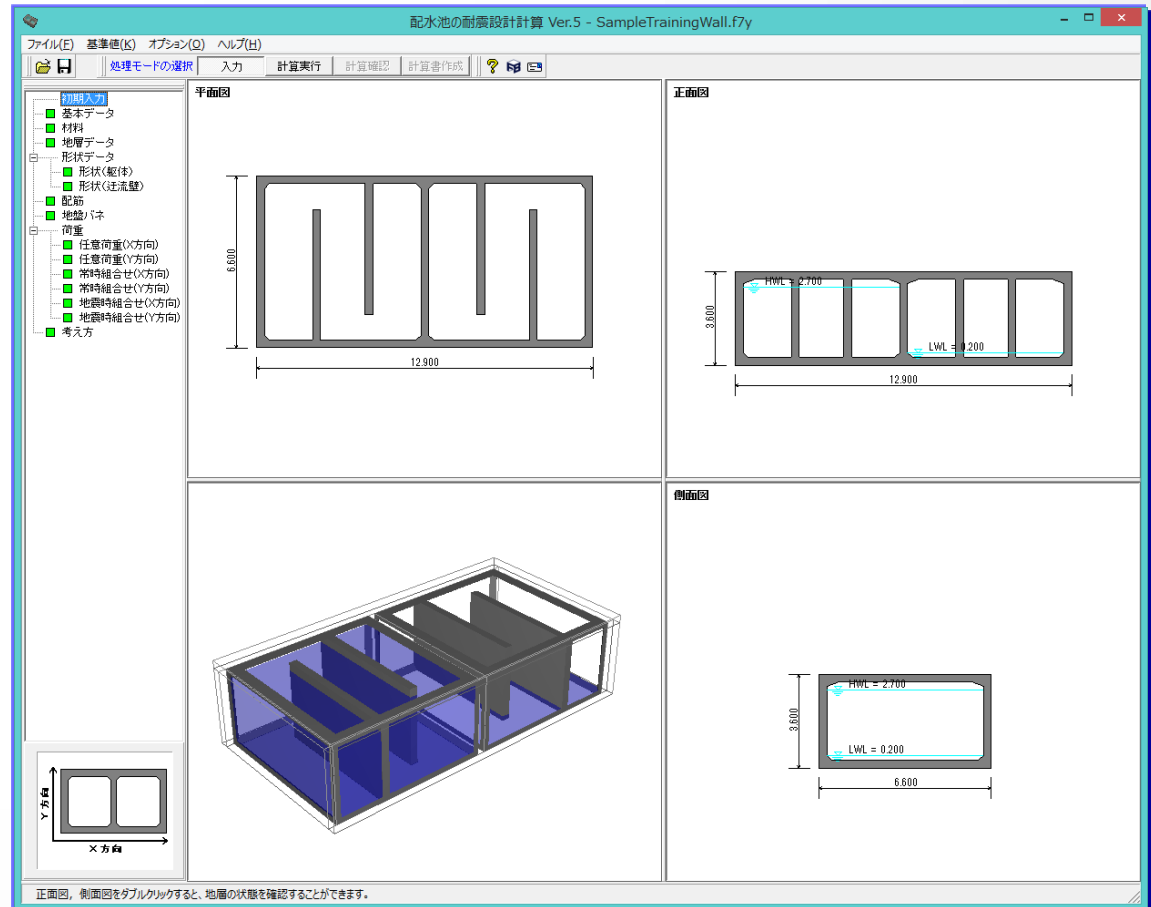 配水池の耐震設計計算 Ver.5 - SampleTrainingWall.f7y
ファイル(F) 基準値(K) オプション(O) ヘルプ(H)
処理モードの選択 入力 計算実行 計算確認 計算書作成
初期入力
基本データ
材料
地層データ
形状データ
形状(躯体)
形状(迂流壁)
配筋
地盤バネ
荷重
任意荷重(X方向)
任意荷重(Y方向)
常時組合せ(X方向)
常時組合せ(Y方向)
地震時組合せ(X方向)
地震時組合せ(Y方向)
考え方
平面図
6.600
12.900
正面図
HWL = 2.700
3.600
LWL = 0.200
12.900
側面図
HWL = 2.700
3.600
LWL = 0.200
6.600
Y方向
X方向
正面図, 側面図をダブルクリックすると、地層の状態を確認することができます。